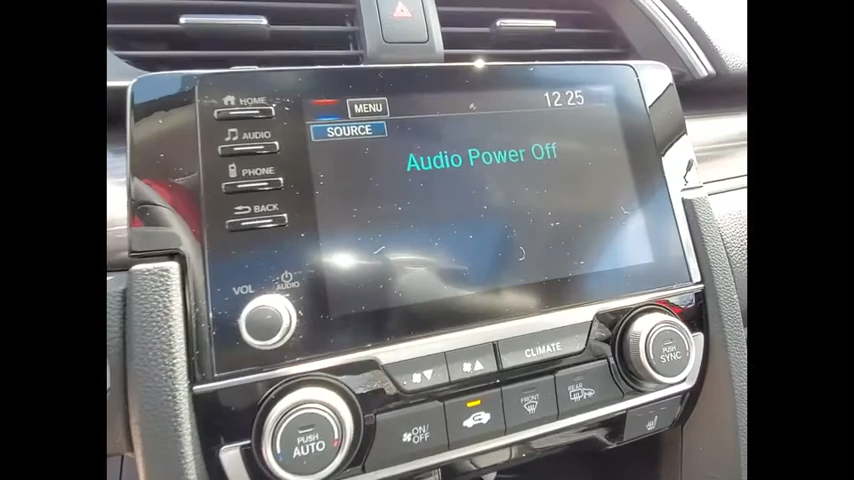 HOME
MENU
12:25
AUDIO
SOURCE
Audio Power Off
PHONE
BACK
VOL
AUDIO
CLIMATE
PUSH
SYNC
FRONT
REAR
PUSH
AUTO
ON/
OFF